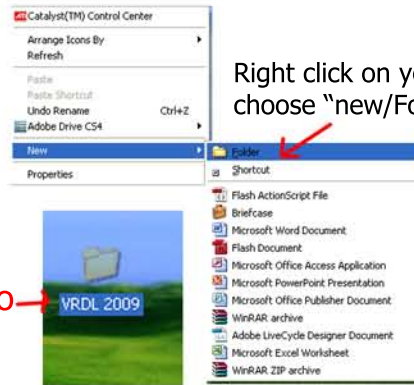 Catalyst(TM) Control Center
Arrange Icons By
Refresh
Paste
Paste Shortcut
Undo Rename Ctrl+Z
Adobe Drive CS4
New
Properties
Right click on
choose “new/
Folder
Shortcut
Flash ActionScript File
Briefcase
Microsoft Word Document
Flash Document
Microsoft Office Access Application
Microsoft PowerPoint Presentation
Microsoft Office Publisher Document
WinRAR archive
Adobe LiveCycle Designer Document
Microsoft Excel Worksheet
WinRAR ZIP archive
VRDL 2009